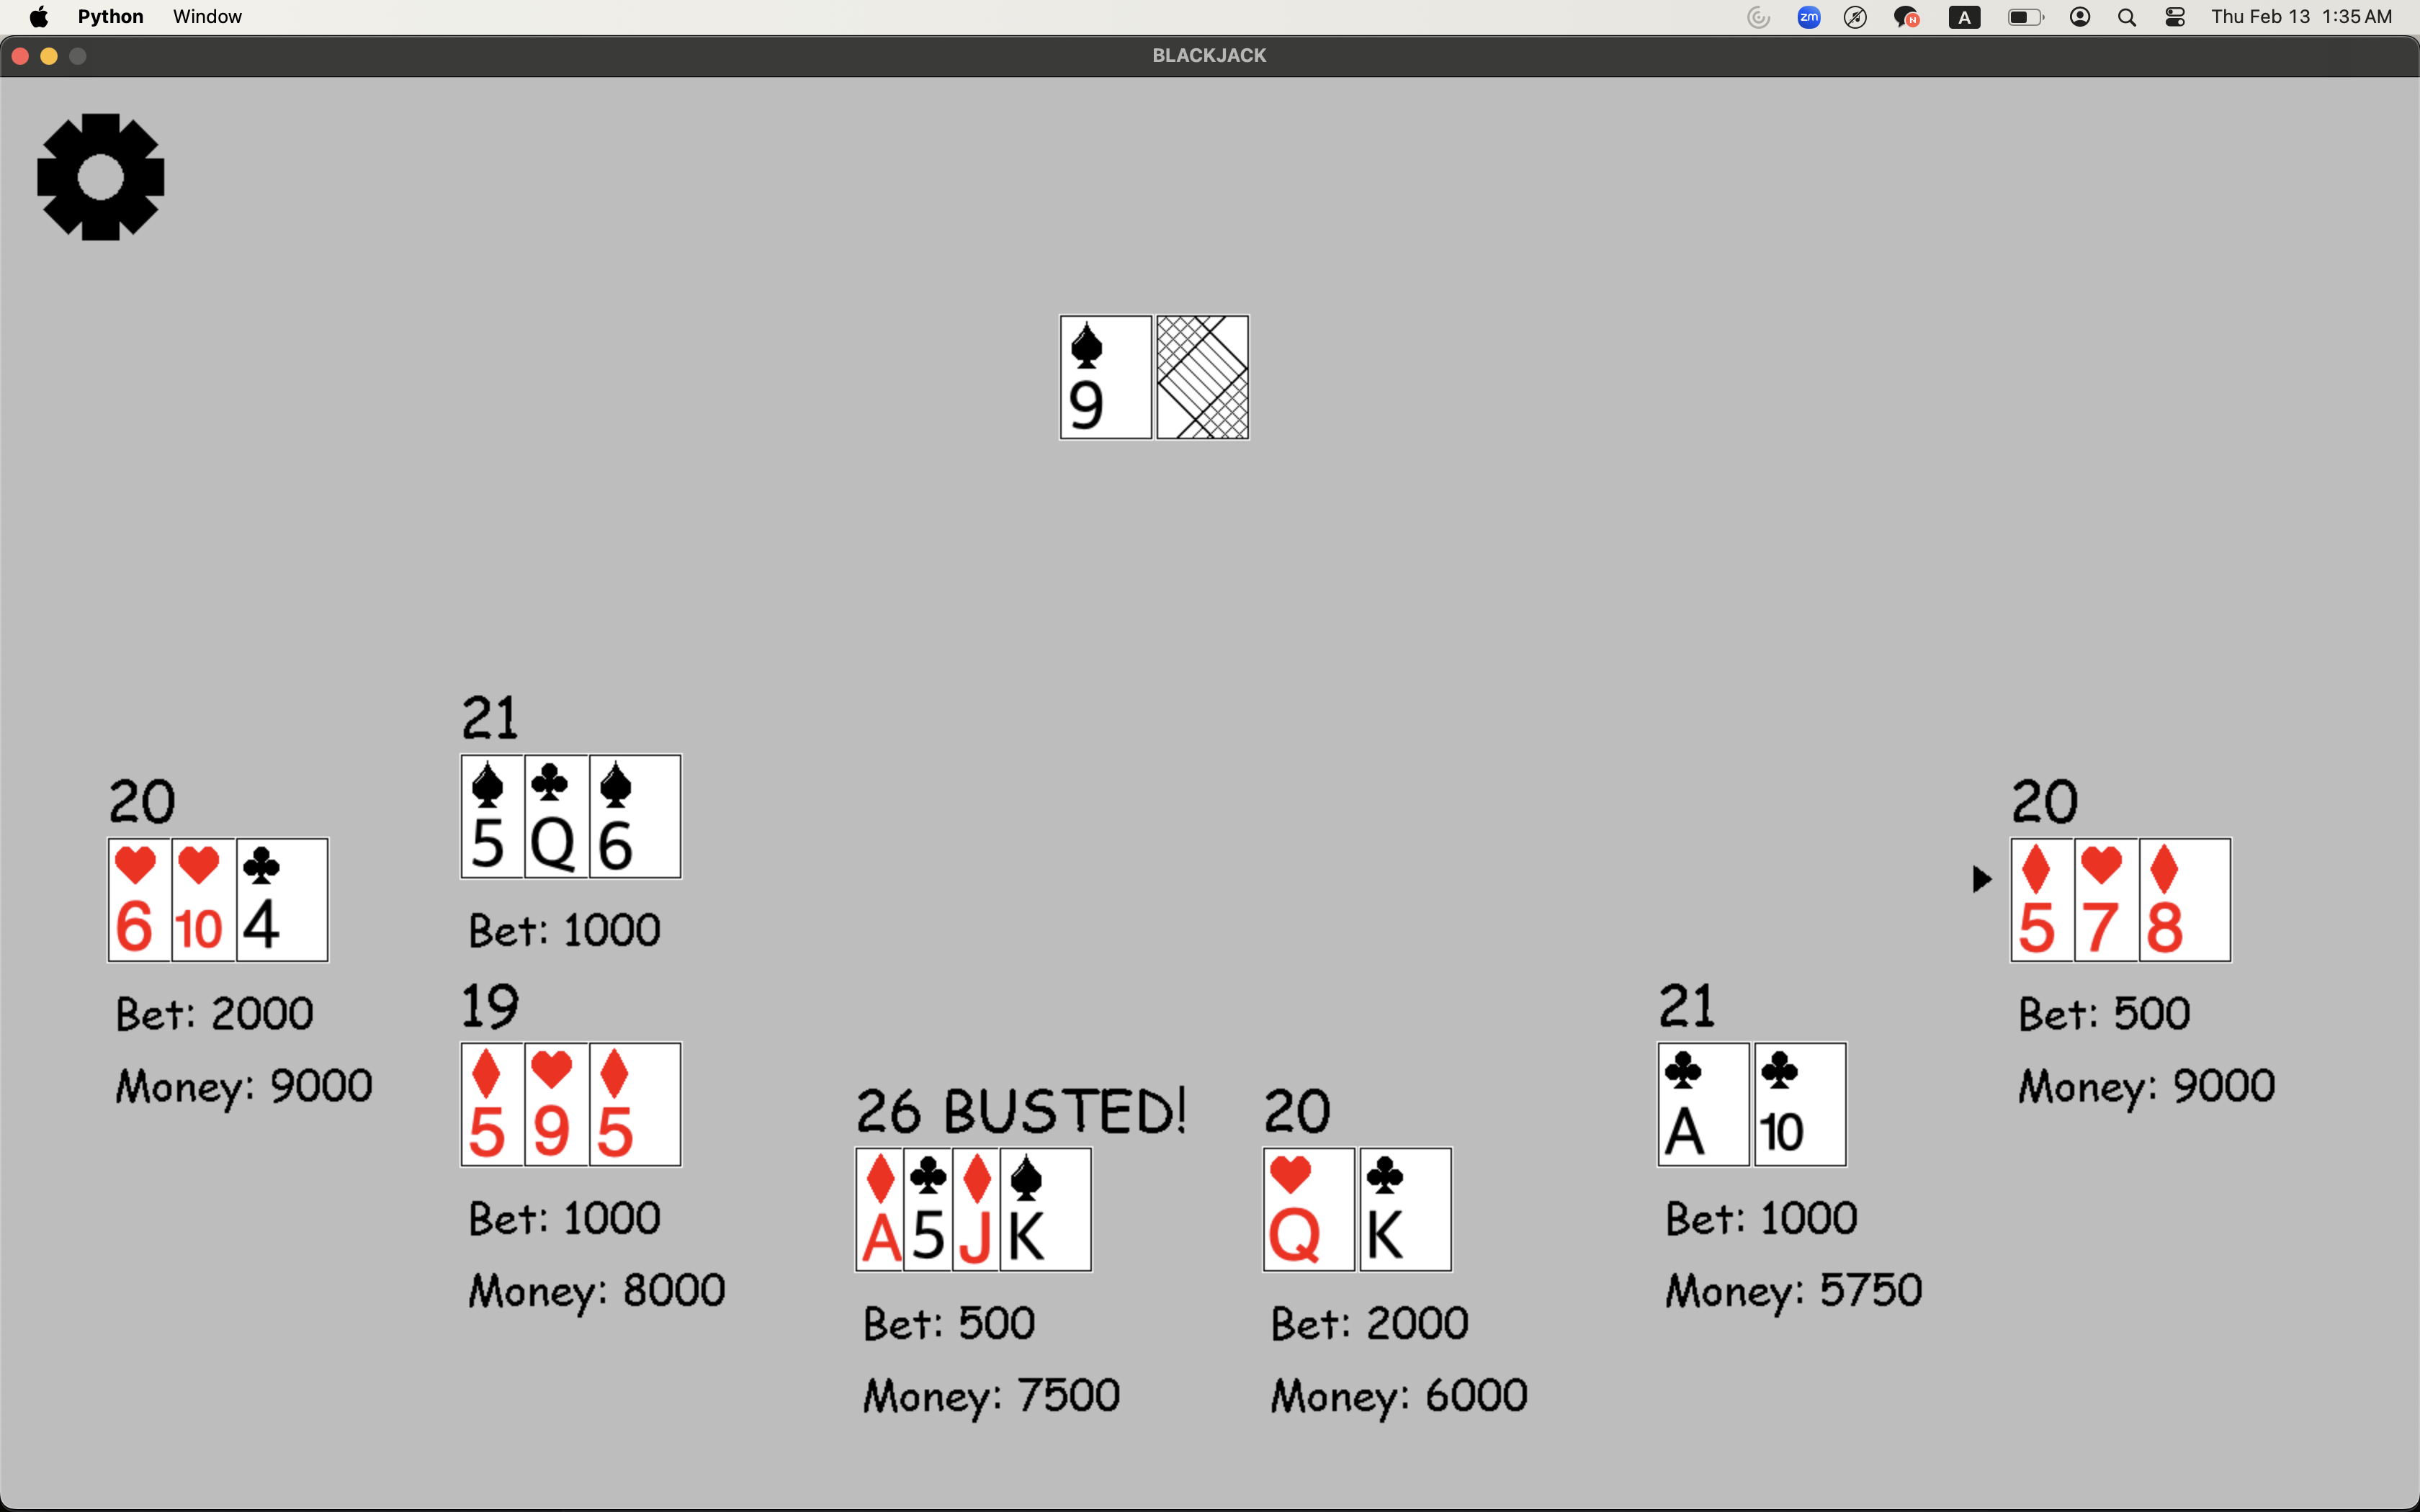 Python Window zm N A Thu Feb 13 1:35 AM
BLACKJACK
9
20
6 10 4
Bet: 2000
Money: 9000
21
5 Q 6
Bet: 1000
19
5 9 5
Bet: 1000
Money: 8000
26 BUSTED!
A 5 J K
Bet: 500
Money: 7500
20
Q K
Bet: 2000
Money: 6000
21
A 10
Bet: 1000
Money: 5750
20
5 7 8
Bet: 500
Money: 9000